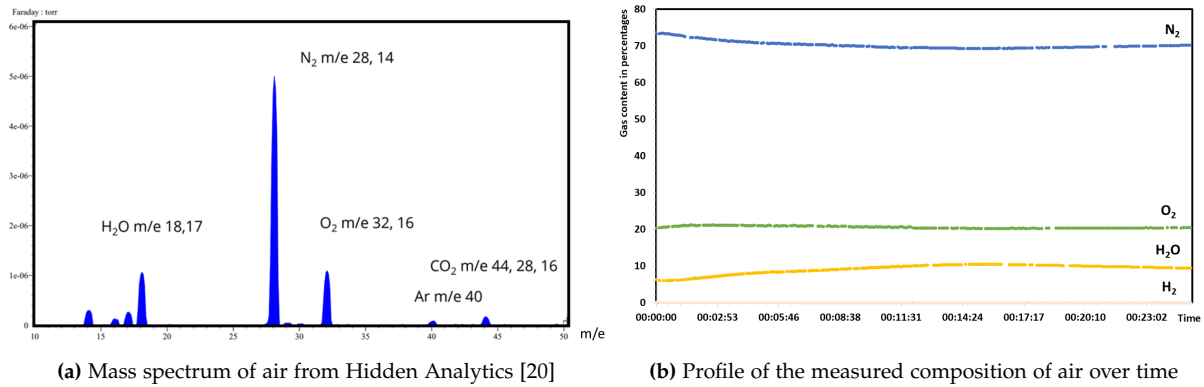 Faraday : torr
6e-06
5e-06
4e-06
3e-06
2e-06
1e-06
0
10 15 20 25 30 35 40 45 50 m/e
N₂ m/e 28, 14
H₂O m/e 18,17
O₂ m/e 32, 16
CO₂ m/e 44, 28, 16
Ar m/e 40
(a) Mass spectrum of air from Hidden Analytics [20]
Gas content in percentages
80
70
60
50
40
30
20
10
0
N₂
O₂
H₂O
H₂
00:00:00 00:02:53 00:05:46 00:08:38 00:11:31 00:14:24 00:17:17 00:20:10 00:23:02 Time
(b) Profile of the measured composition of air over time